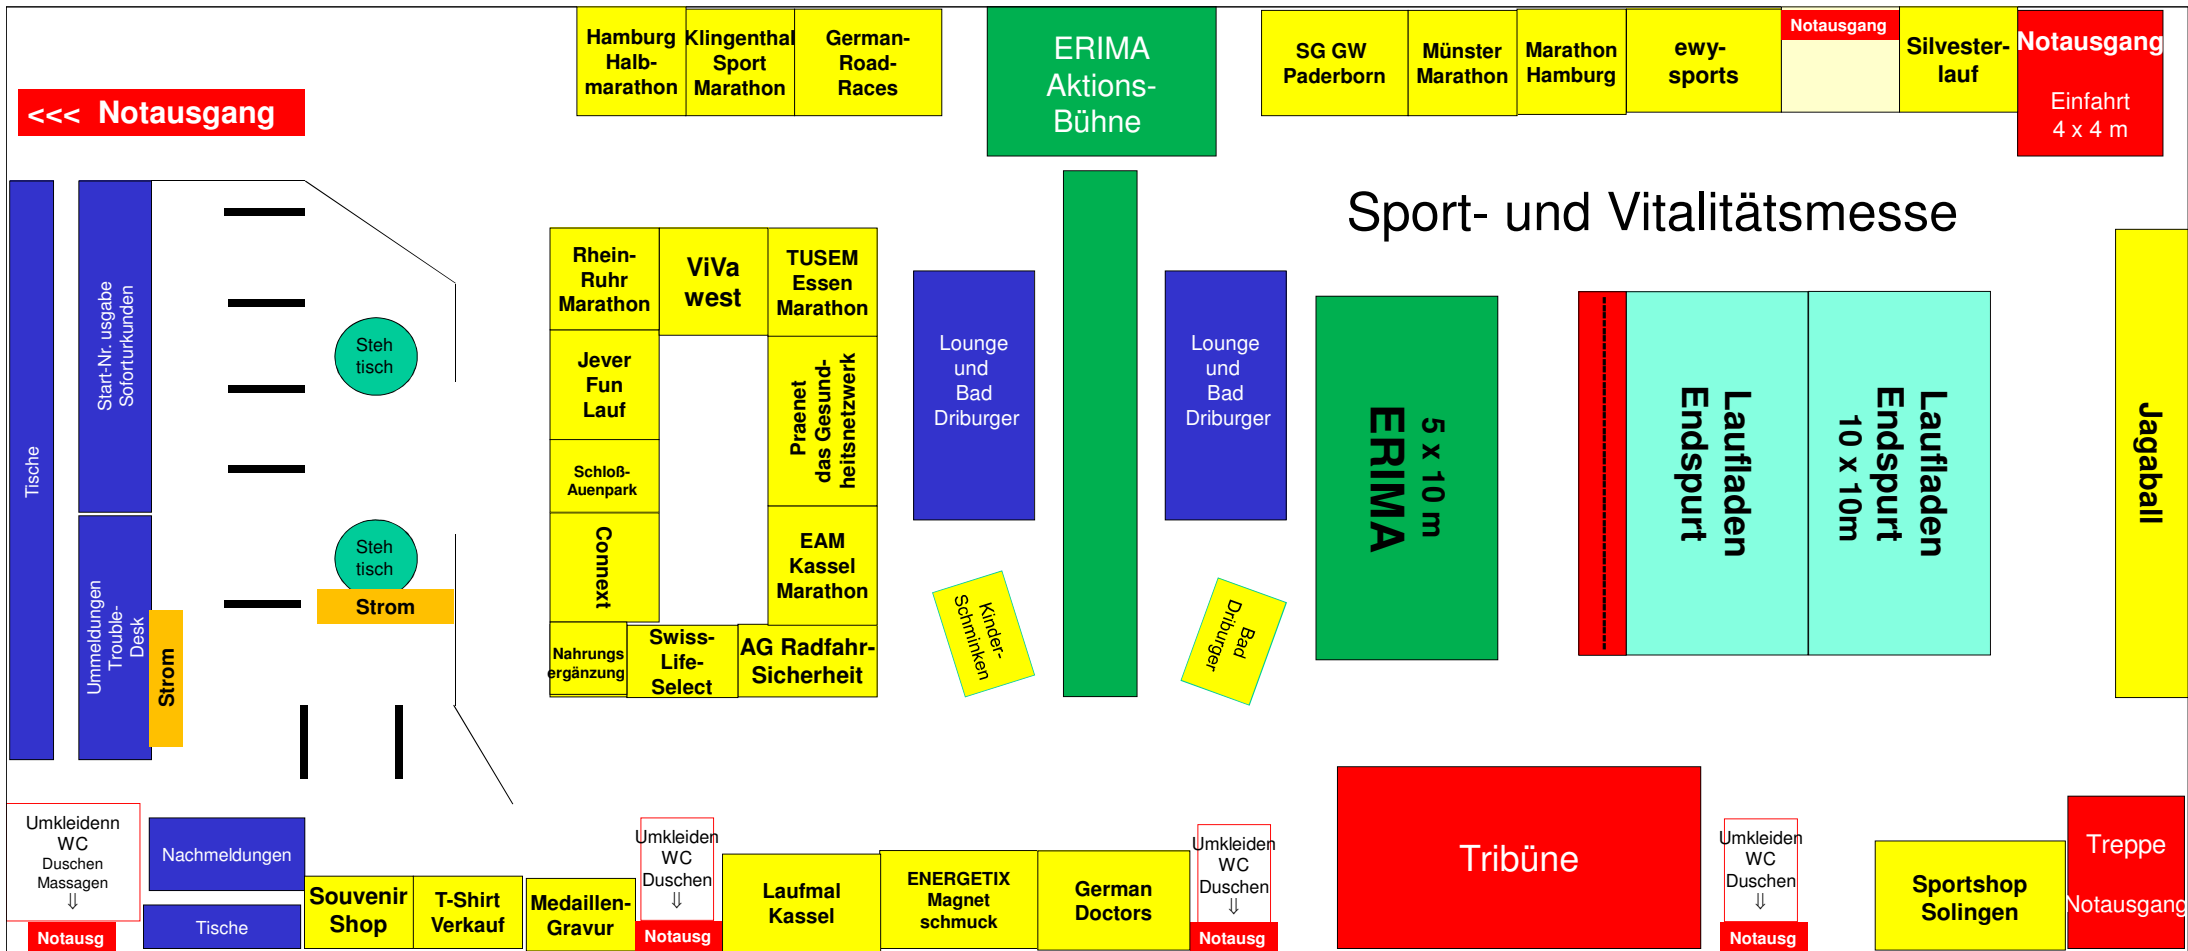 Hamburg
Halb-
marathon
Klingenthal
Sport
Marathon
German-
Road-
Races
ERIMA
Aktions-
Bühne
SG GW
Paderborn
Münster
Marathon
Marathon
Hamburg
ewy-
sports
Notausgang
Silvester-
lauf
Notausgang
Einfahrt
4 x 4 m
<<< Notausgang
Sport- und Vitalitätsmesse
Tische
Start-Nr. usgabe
Soforturkunden
Ummeldungen
Trouble-
Desk
Strom
Steh
tisch
Steh
tisch
Strom
Rhein-
Ruhr
Marathon
ViVa
west
TUSEM
Essen
Marathon
Jever
Fun
Lauf
Praenet
das Gesund-
heitsnetzwerk
Schloß-
Auenpark
Connext
EAM
Kassel
Marathon
Nahrungs
ergänzung
Swiss-
Life-
Select
AG Radfahr-
Sicherheit
Lounge
und
Bad
Driburger
Lounge
und
Bad
Driburger
Kinder-
Schminken
Bad
Driburger
5 x 10 m
ERIMA
Laufladen
Endspurt
Laufladen
Endspurt
10 x 10m
Jagaball
Umkleidenn
WC
Duschen
Massagen
⇓
Notausg
Nachmeldungen
Tische
Souvenir
Shop
T-Shirt
Verkauf
Medaillen-
Gravur
Umkleiden
WC
Duschen
⇓
Notausg
Laufmal
Kassel
ENERGETIX
Magnet
schmuck
German
Doctors
Umkleiden
WC
Duschen
⇓
Notausg
Tribüne
Umkleiden
WC
Duschen
⇓
Notausg
Sportshop
Solingen
Treppe
Notausgang